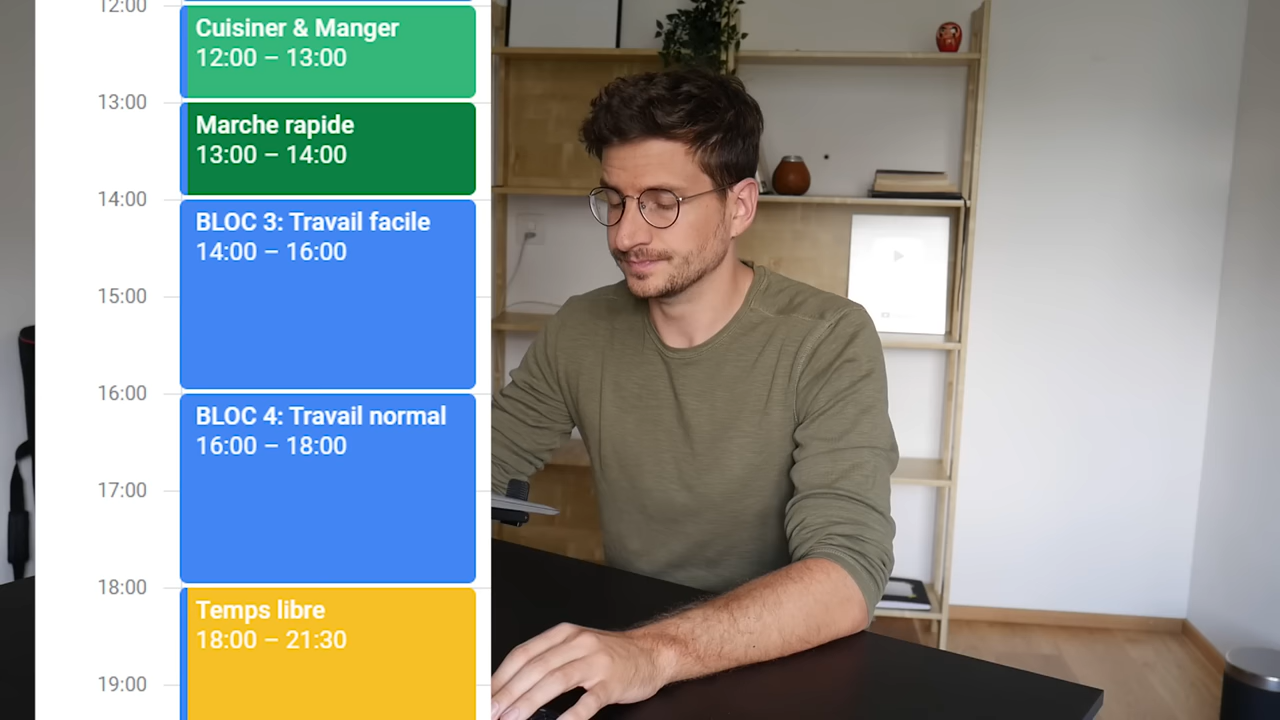 12:00
Cuisiner & Manger
12:00 – 13:00
13:00
Marche rapide
13:00 – 14:00
14:00
BLOC 3: Travail facile
14:00 – 16:00
15:00
16:00
BLOC 4: Travail normal
16:00 – 18:00
17:00
18:00
Temps libre
18:00 – 21:30
19:00